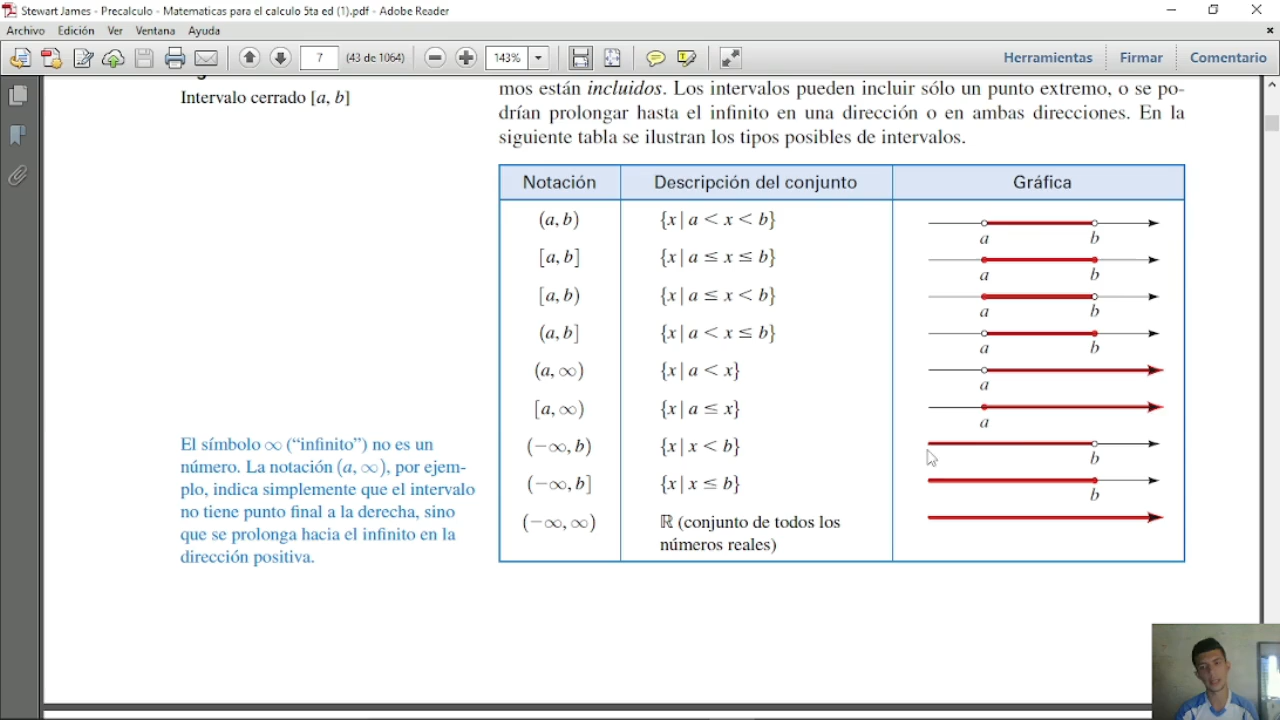 Stewart James - Precalculo - Matematicas para el calculo 5ta ed (1).pdf - Adobe Reader
Archivo Edición Ver Ventana Ayuda
7 (43 de 1064) 143% Herramientas Firmar Comentario
Intervalo cerrado [a, b]
mos están incluidos. Los intervalos pueden incluir sólo un punto extremo, o se po-
drían prolongar hasta el infinito en una dirección o en ambas direcciones. En la
siguiente tabla se ilustran los tipos posibles de intervalos.
Notación Descripción del conjunto Gráfica
(a, b) {x | a < x < b} a b
[a, b] {x | a ≤ x ≤ b} a b
[a, b) {x | a ≤ x < b} a b
(a, b] {x | a < x ≤ b} a b
(a, ∞) {x | a < x} a
[a, ∞) {x | a ≤ x} a
(−∞, b) {x | x < b} b
(−∞, b] {x | x ≤ b} b
(−∞, ∞) ℝ (conjunto de todos los
números reales)
El símbolo ∞ (“infinito”) no es un
número. La notación (a, ∞), por ejem-
plo, indica simplemente que el intervalo
no tiene punto final a la derecha, sino
que se prolonga hacia el infinito en la
dirección positiva.